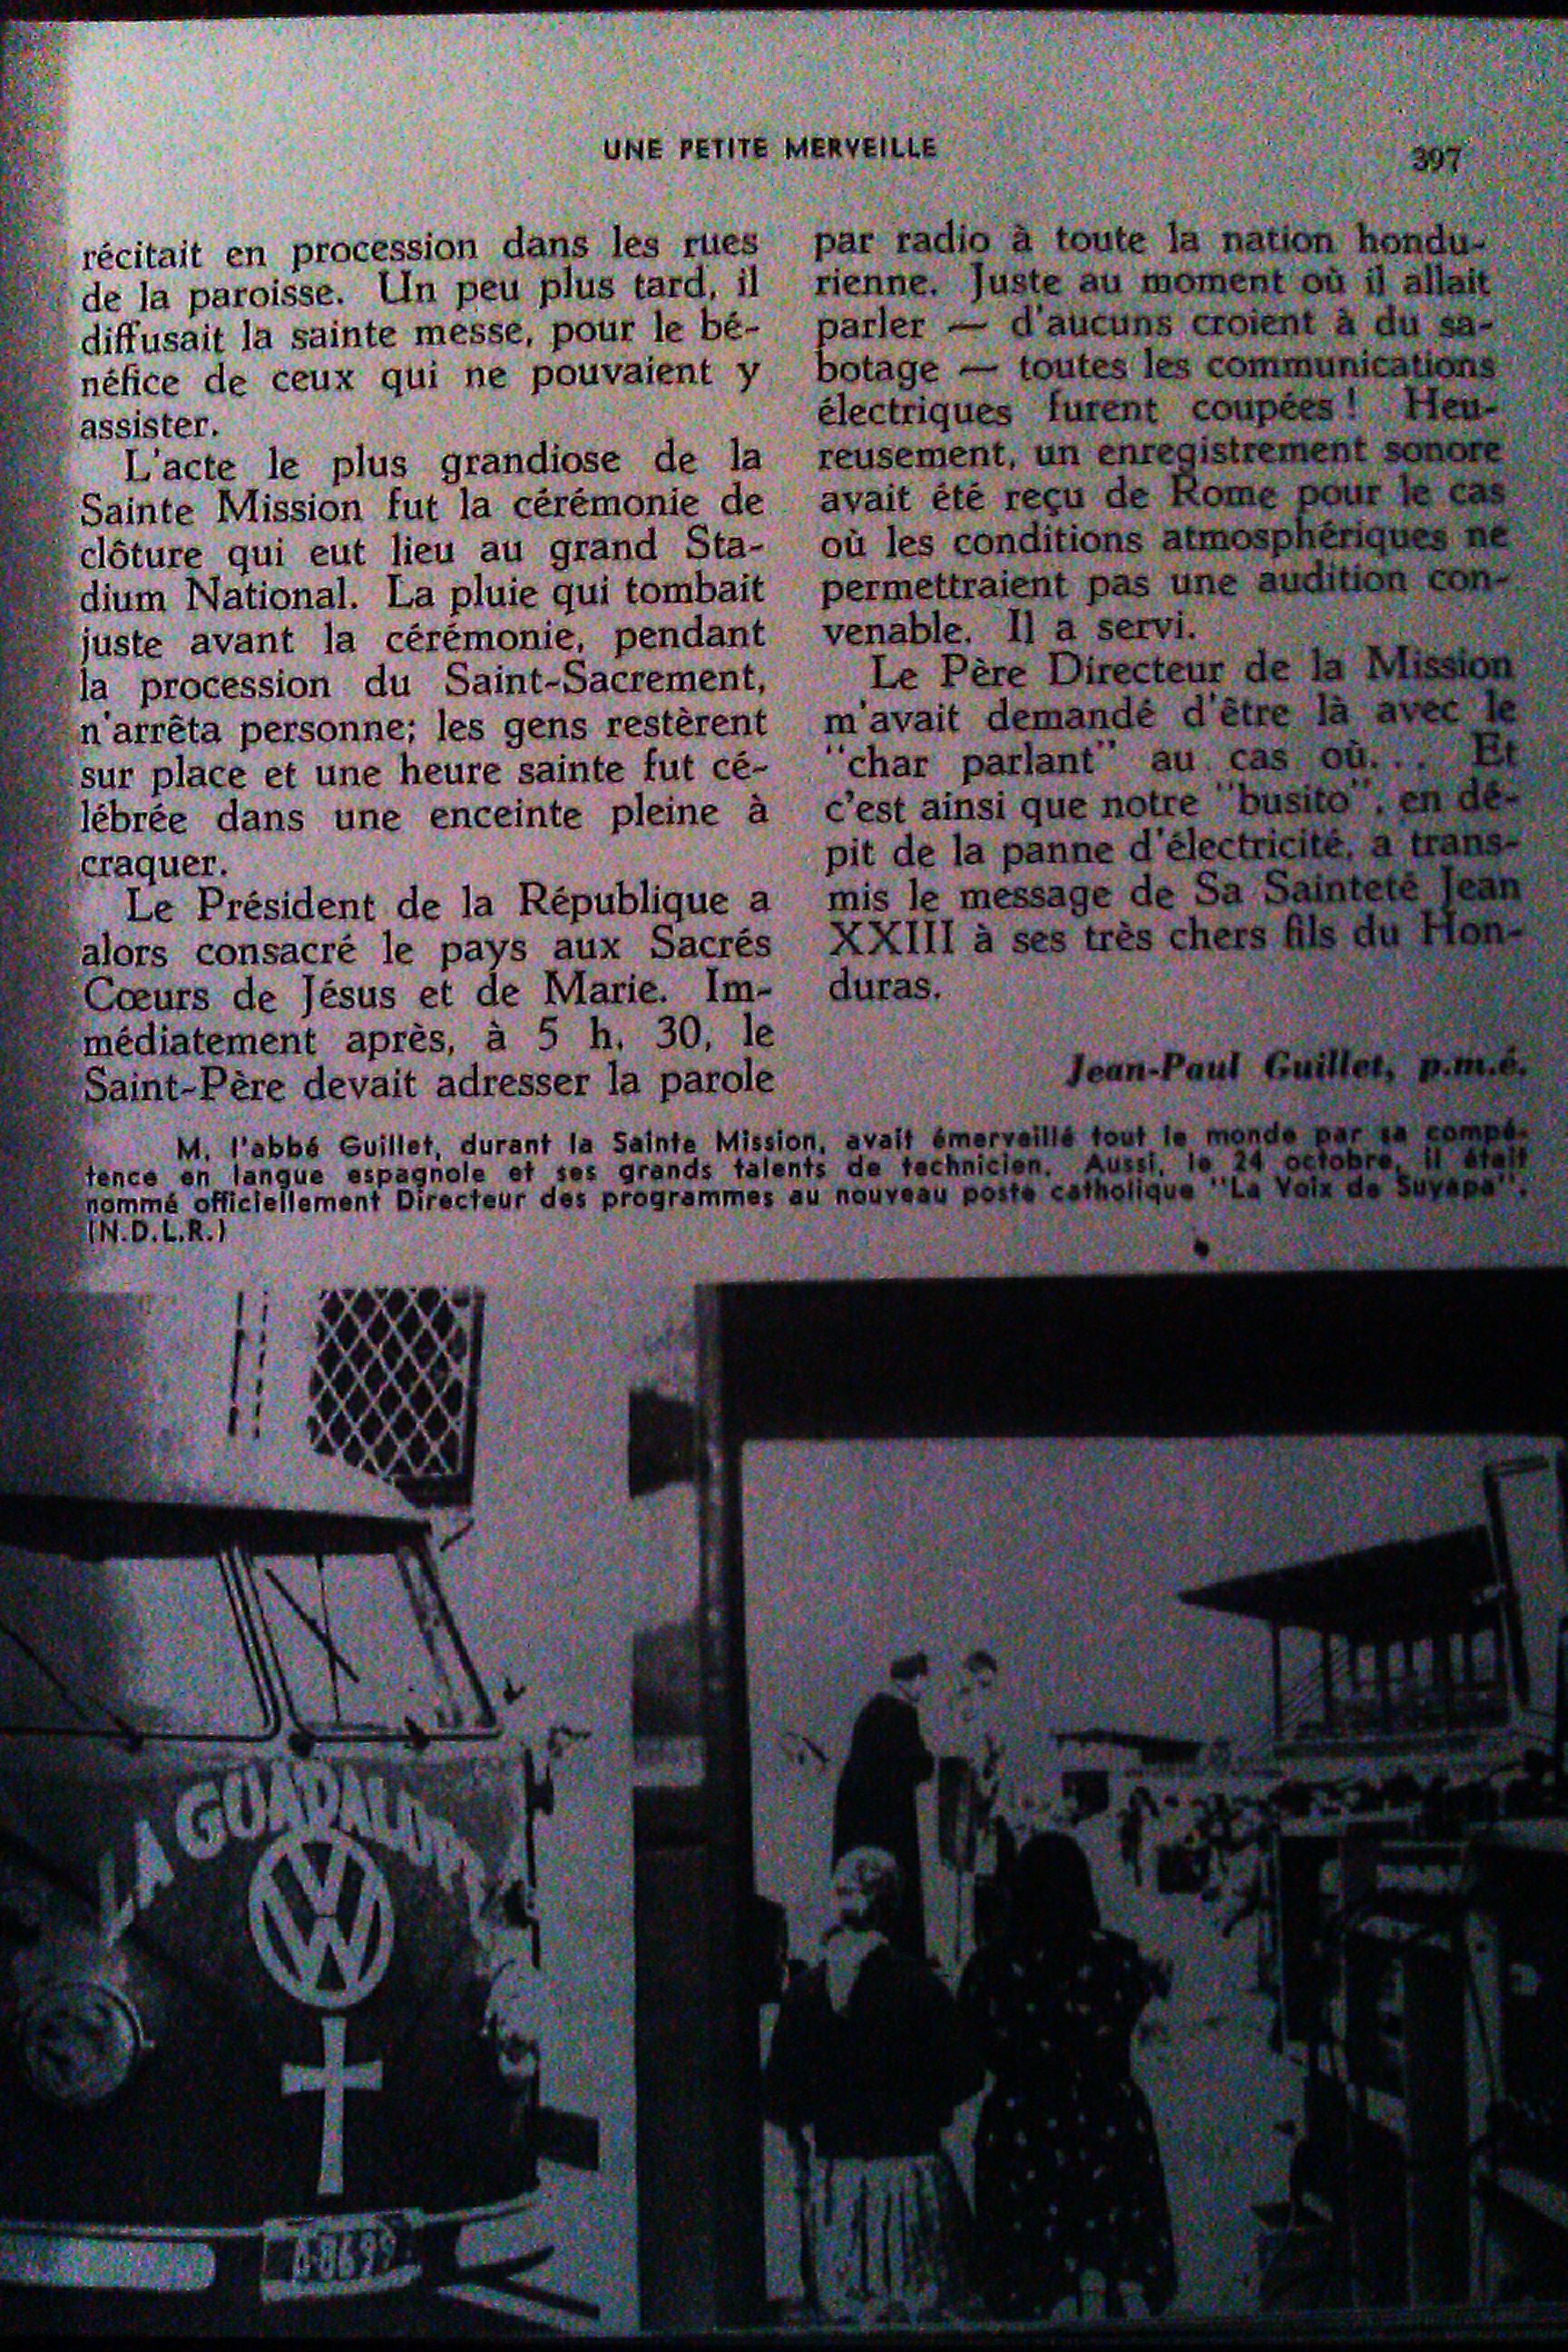 UNE PETITE MERVEILLE
397
récitait en procession dans les rues
de la paroisse. Un peu plus tard, il
diffusait la sainte messe, pour le bé-
néfice de ceux qui ne pouvaient y
assister.
L'acte le plus grandiose de la
Sainte Mission fut la cérémonie de
clôture qui eut lieu au grand Sta-
dium National. La pluie qui tombait
juste avant la cérémonie, pendant
la procession du Saint-Sacrement,
n'arrêta personne; les gens restèrent
sur place et une heure sainte fut cé-
lébrée dans une enceinte pleine à
craquer.
Le Président de la République a
alors consacré le pays aux Sacrés
Cœurs de Jésus et de Marie. Im-
médiatement après, à 5 h. 30, le
Saint-Père devait adresser la parole
par radio à toute la nation hondu-
rienne. Juste au moment où il allait
parler — d'aucuns croient à du sa-
botage — toutes les communications
électriques furent coupées! Heu-
reusement, un enregistrement sonore
avait été reçu de Rome pour le cas
où les conditions atmosphériques ne
permettraient pas une audition con-
venable. Il a servi.
Le Père Directeur de la Mission
m'avait demandé d'être là avec le
"char parlant" au cas où... Et
c'est ainsi que notre "busito", en dé-
pit de la panne d'électricité, a trans-
mis le message de Sa Sainteté Jean
XXIII à ses très chers fils du Hon-
duras.
Jean-Paul Guillet, p.m.é.
M. l'abbé Guillet, durant la Sainte Mission, avait émerveillé tout le monde par sa compé-
tence en langue espagnole et ses grands talents de technicien. Aussi, le 24 octobre, il était
nommé officiellement Directeur des programmes au nouveau poste catholique "La Voix de Suyapa".
(N.D.L.R.)
LA GUADALUPA
VW